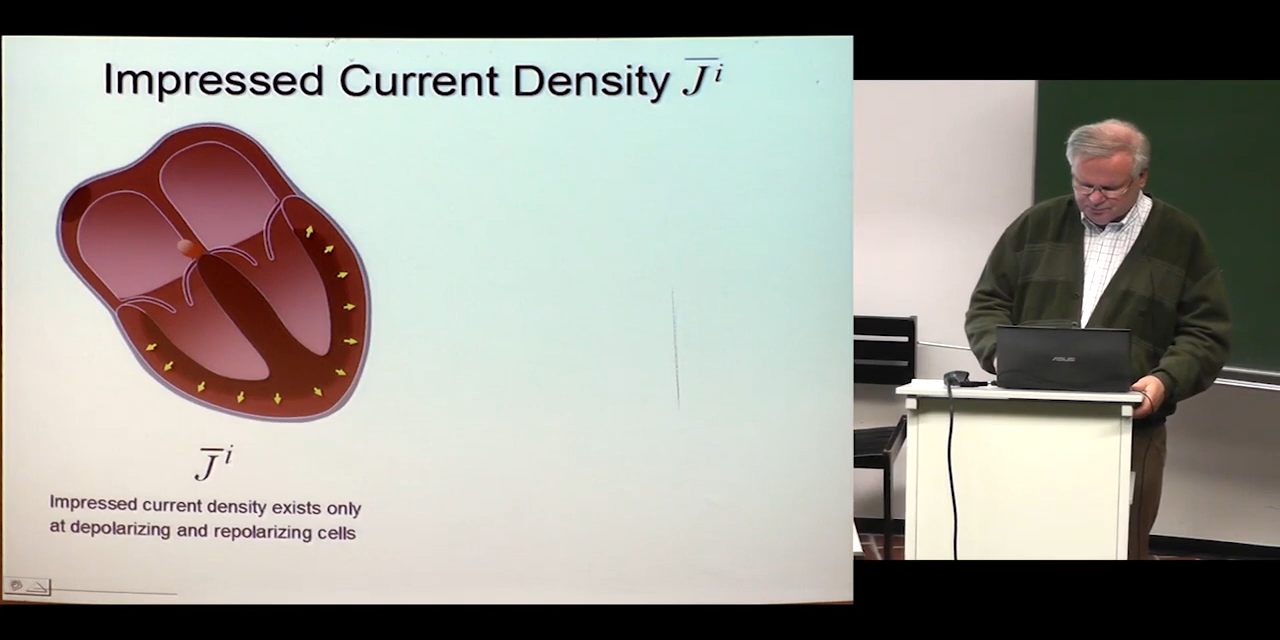 Impressed Current Density J̅ⁱ
J̅ⁱ
Impressed current density exists only
at depolarizing and repolarizing cells
ASUS